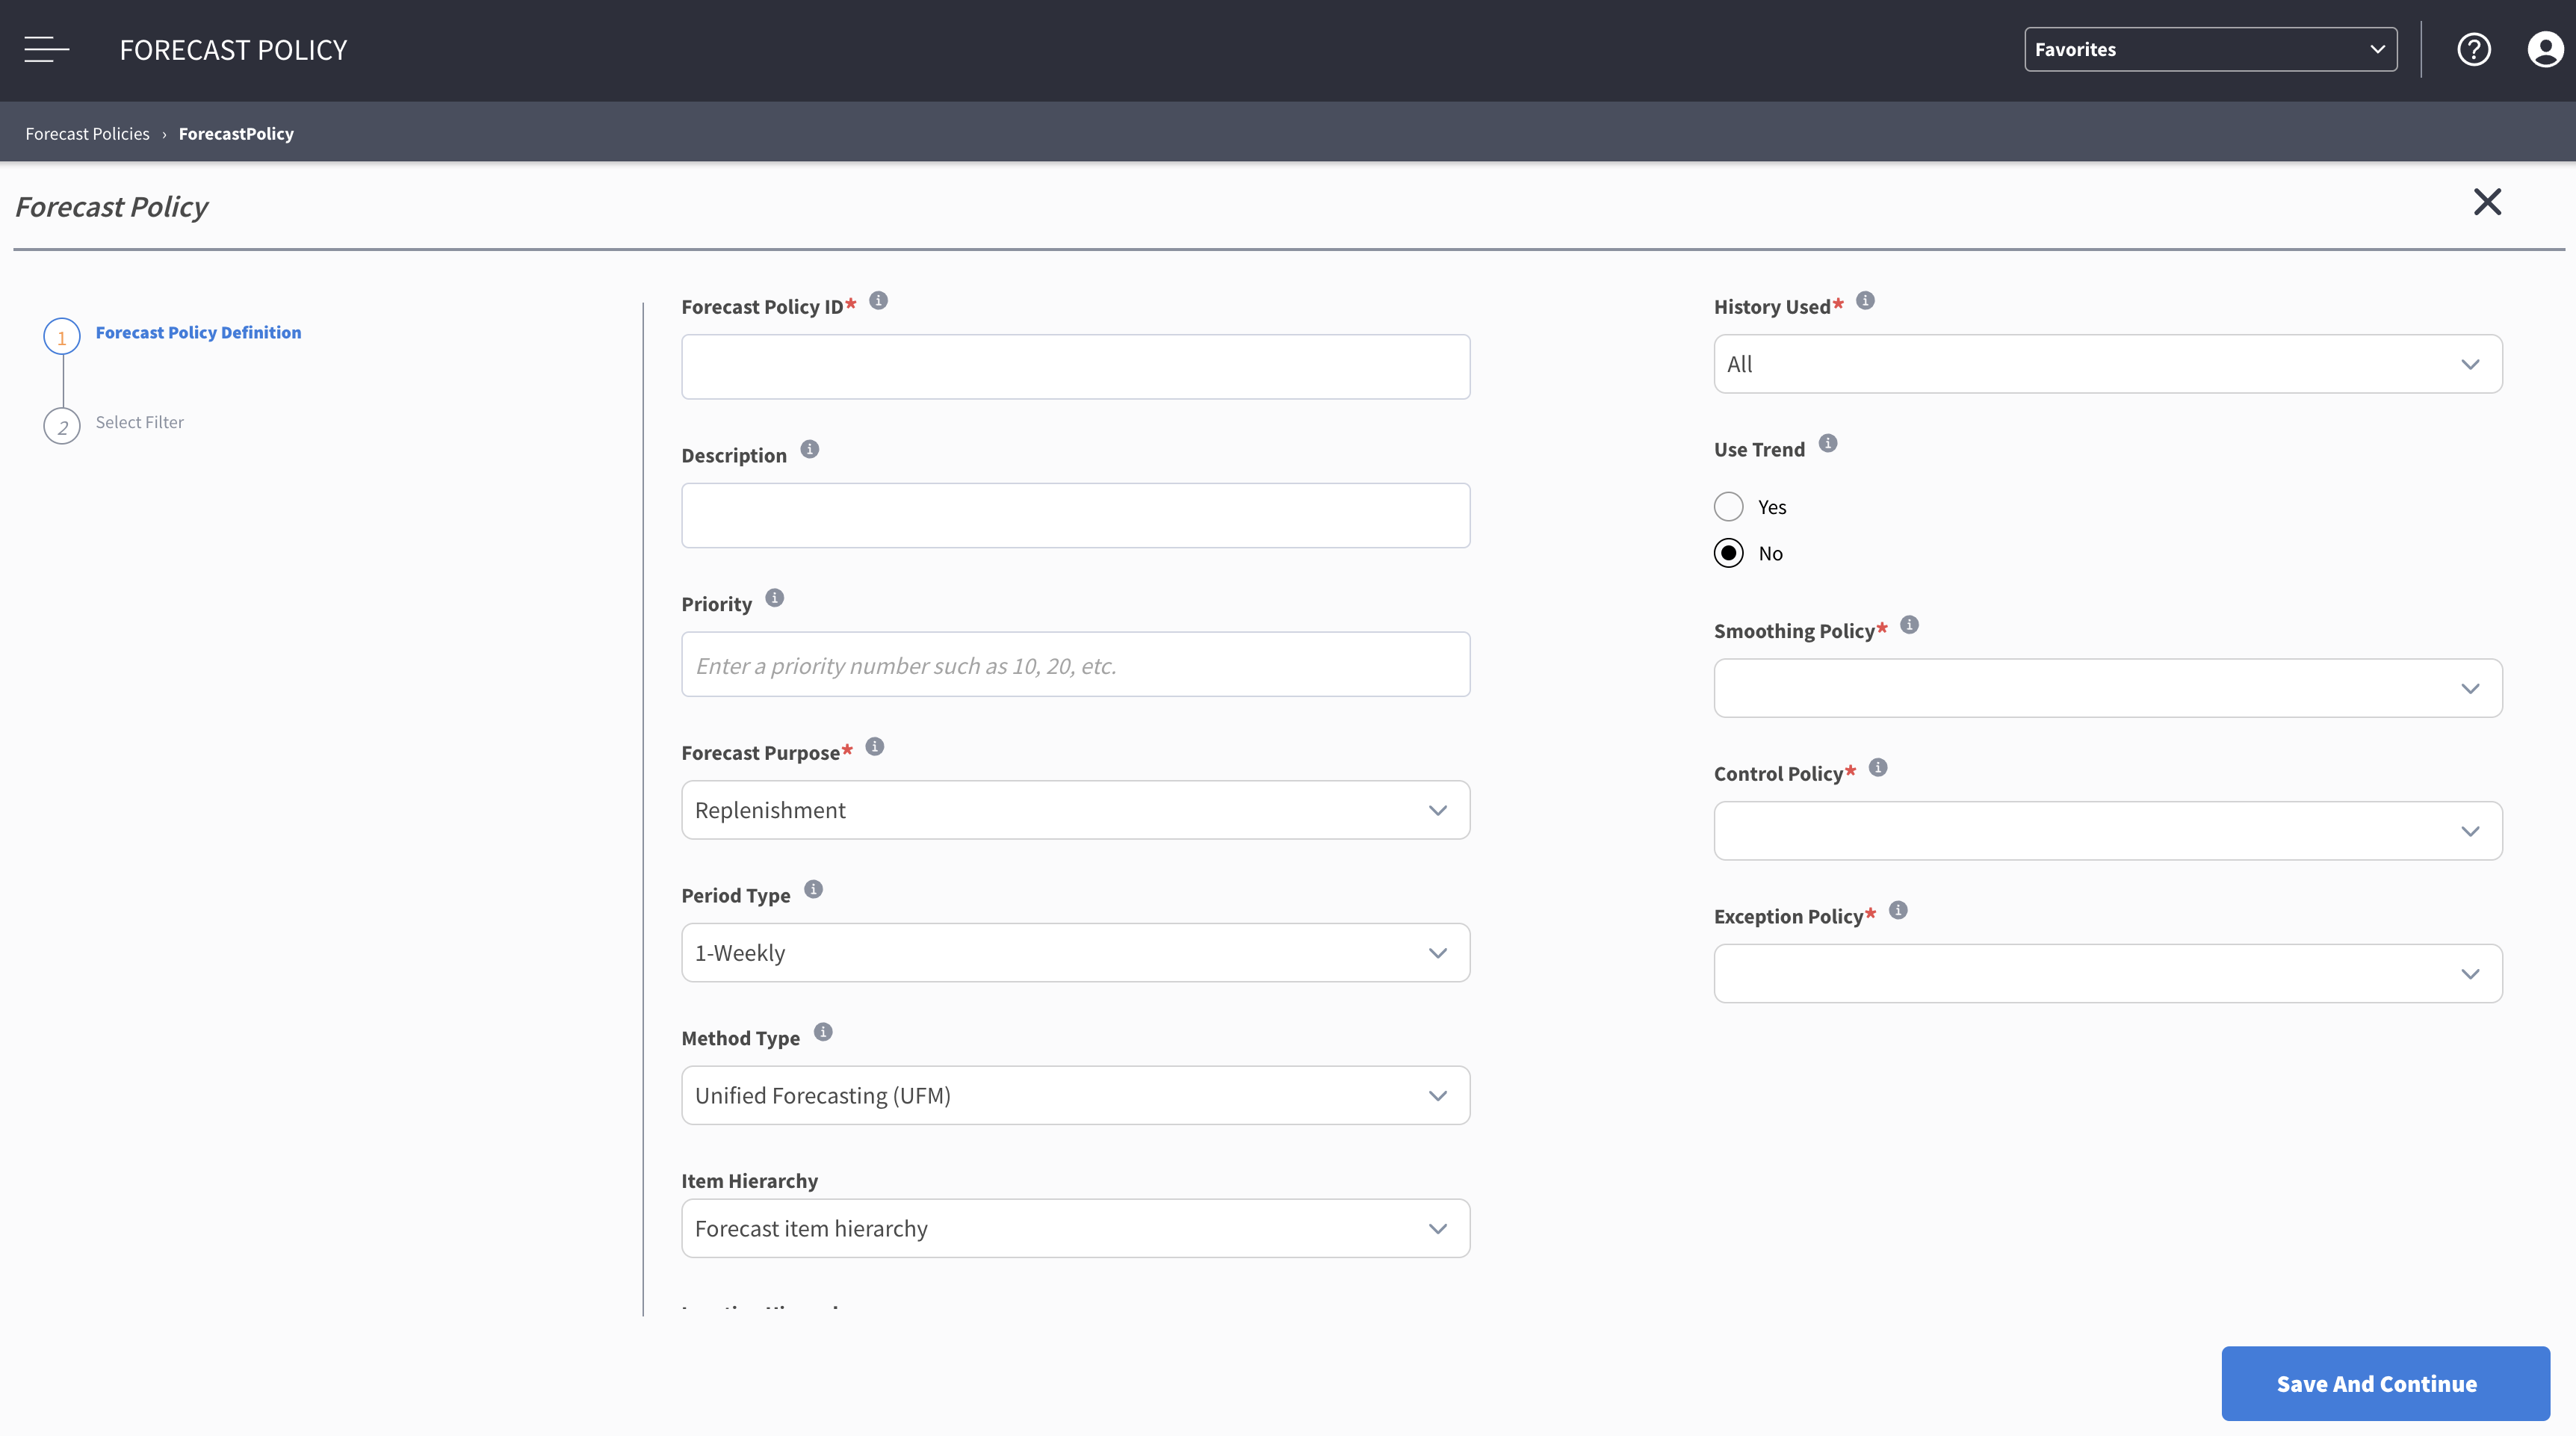 FORECAST POLICY
Favorites
Forecast Policies › ForecastPolicy
Forecast Policy
1 Forecast Policy Definition
2 Select Filter
Forecast Policy ID*
Description
Priority
Enter a priority number such as 10, 20, etc.
Forecast Purpose*
Replenishment
Period Type
1-Weekly
Method Type
Unified Forecasting (UFM)
Item Hierarchy
Forecast item hierarchy
History Used*
All
Use Trend
Yes
No
Smoothing Policy*
Control Policy*
Exception Policy*
Save And Continue